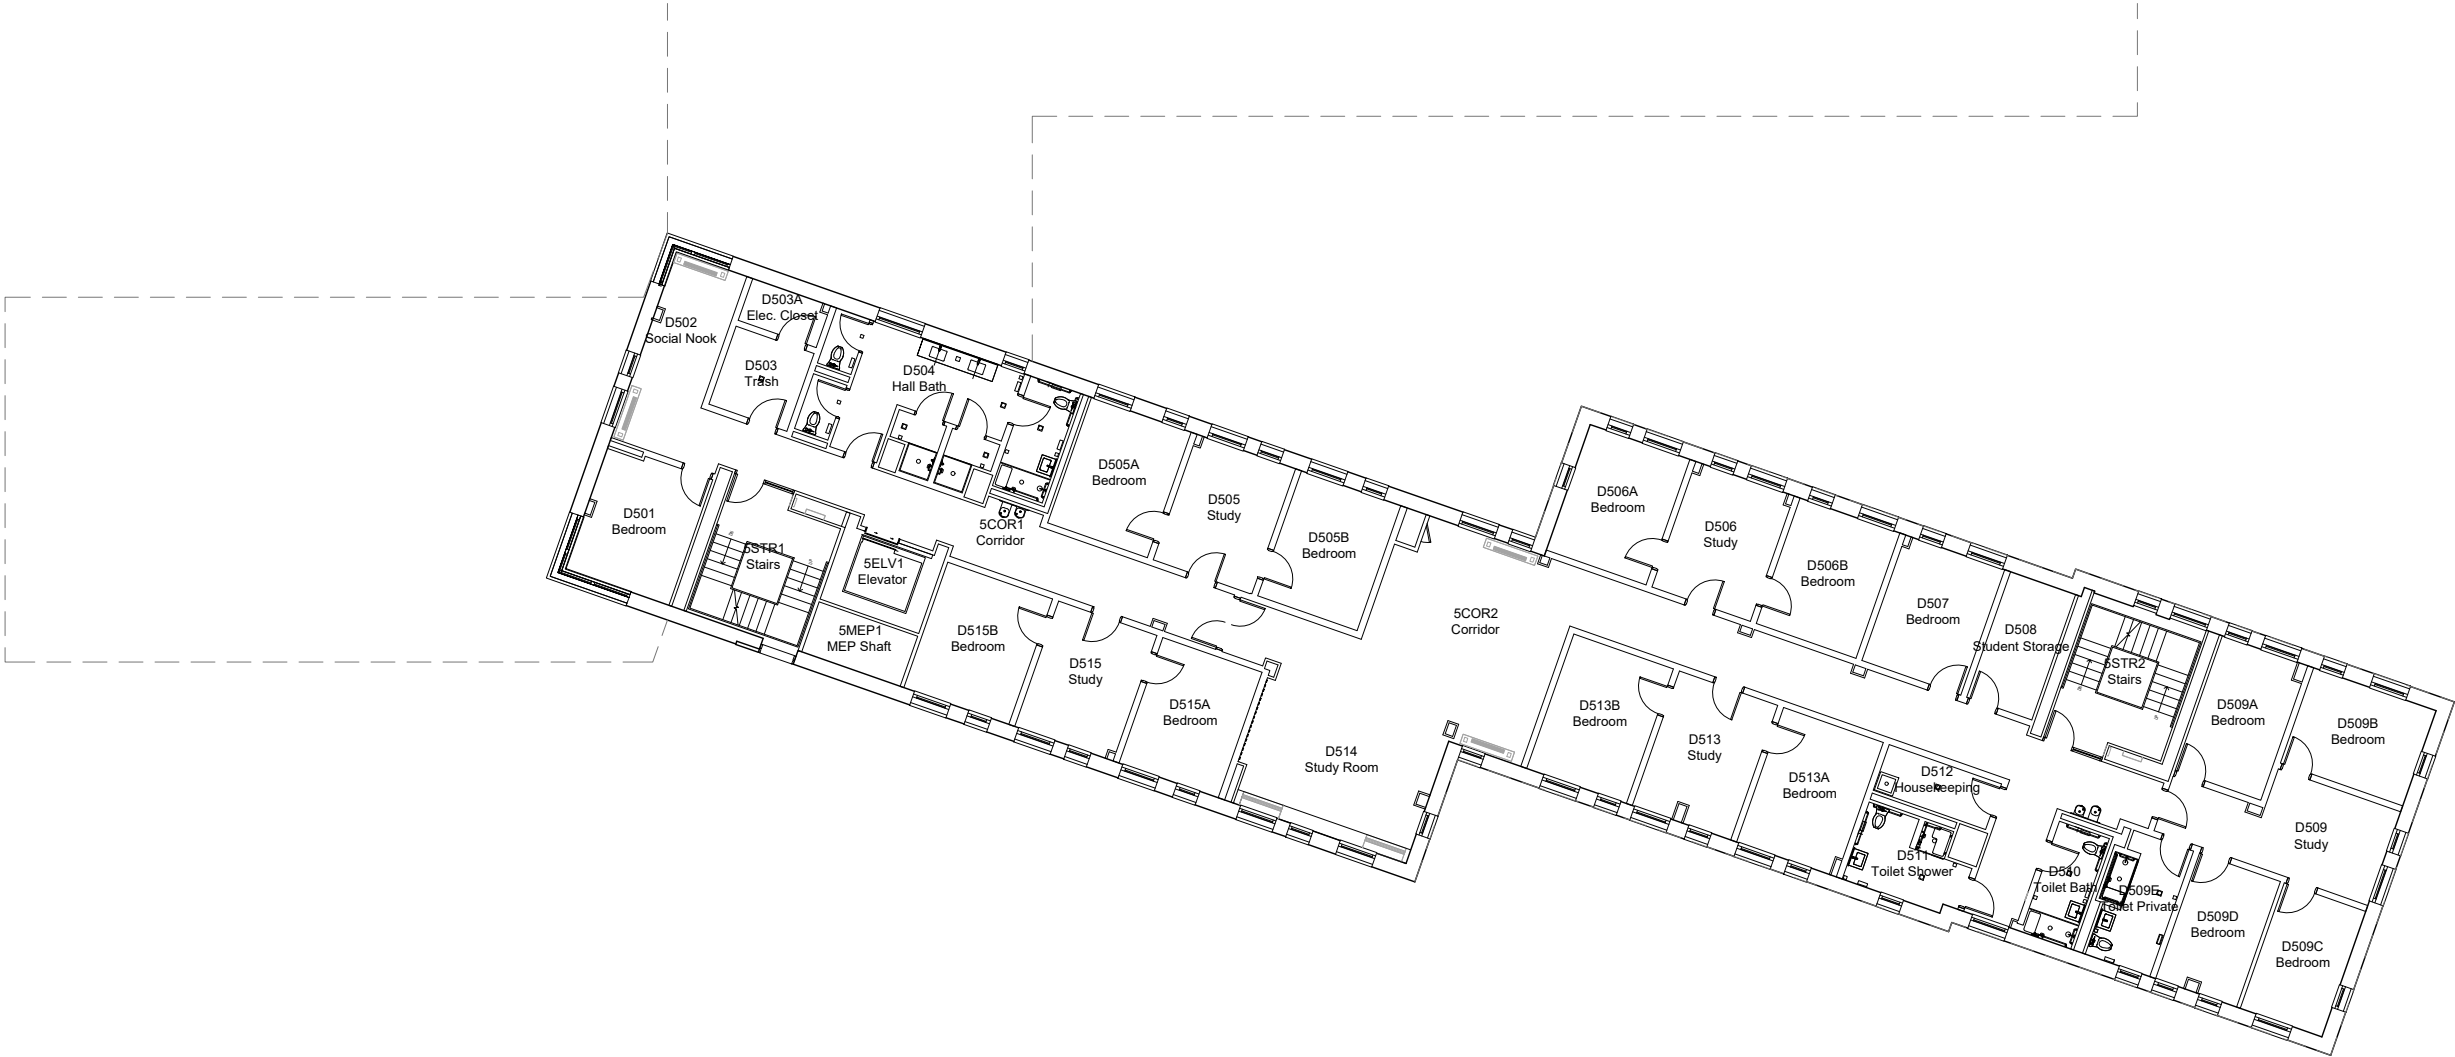 D503A
Elec. Closet
D502
Social Nook
D503
Trash
D504
Hall Bath
D505A
Bedroom
D505
Study
D505B
Bedroom
D501
Bedroom
5STR1
Stairs
5ELV1
Elevator
5COR1
Corridor
5MEP1
MEP Shaft
D515B
Bedroom
D515
Study
D515A
Bedroom
D514
Study Room
5COR2
Corridor
D506A
Bedroom
D506
Study
D506B
Bedroom
D507
Bedroom
D508
Student Storage
5STR2
Stairs
D509A
Bedroom
D509B
Bedroom
D513B
Bedroom
D513
Study
D513A
Bedroom
D512
Housekeeping
D511
Toilet Shower
D510
Toilet Bath
D509E
Toilet Private
D509
Study
D509D
Bedroom
D509C
Bedroom